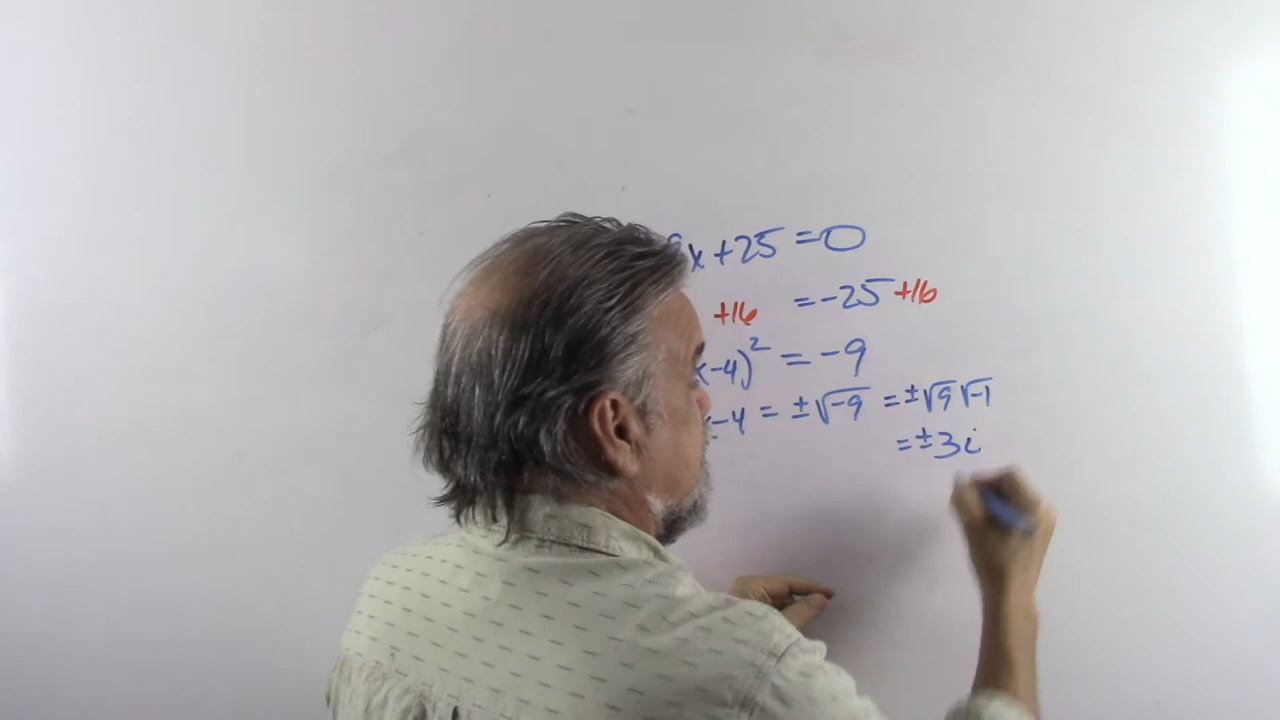 x + 25 = 0
+16 = -25 +16
x-4)² = -9
x-4 = ±√-9 = ±√9 √-1
= ±3i